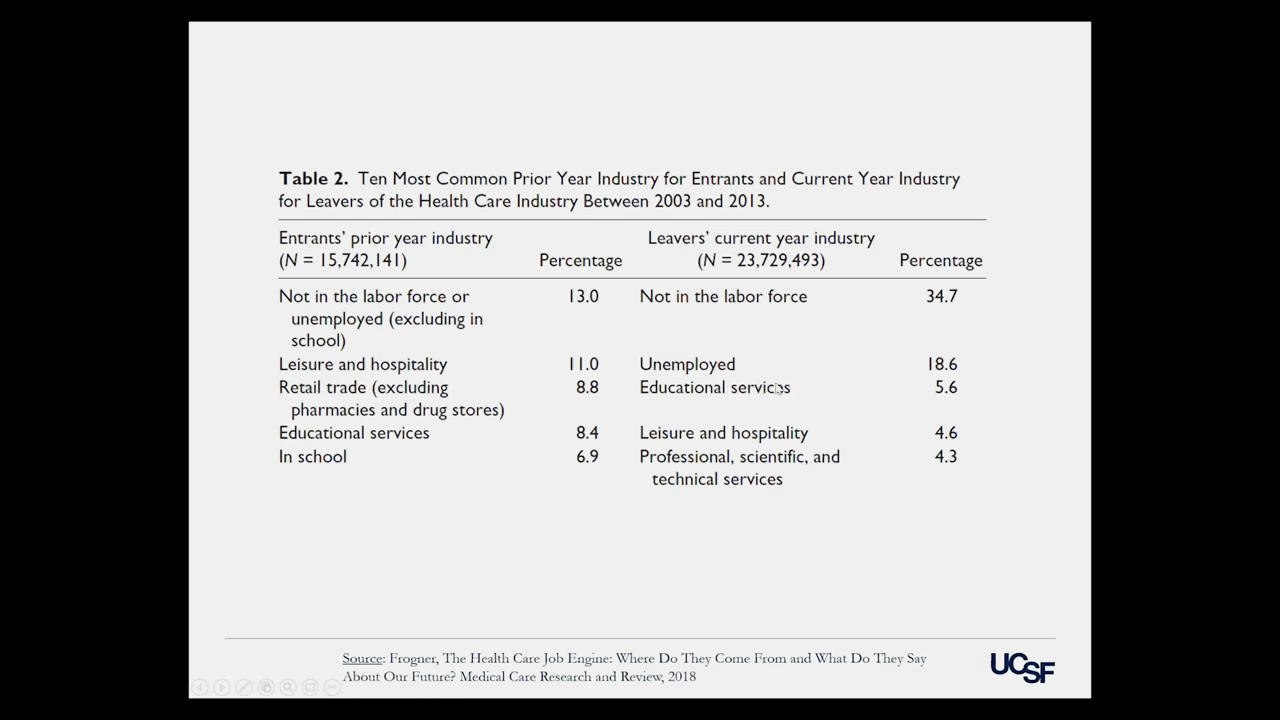 Table 2. Ten Most Common Prior Year Industry for Entrants and Current Year Industry
for Leavers of the Health Care Industry Between 2003 and 2013.
Entrants' prior year industry Leavers' current year industry
(N = 15,742,141) Percentage (N = 23,729,493) Percentage
Not in the labor force or 13.0 Not in the labor force 34.7
unemployed (excluding in
school)
Leisure and hospitality 11.0 Unemployed 18.6
Retail trade (excluding 8.8 Educational services 5.6
pharmacies and drug stores)
Educational services 8.4 Leisure and hospitality 4.6
In school 6.9 Professional, scientific, and 4.3
technical services
Source: Frogner, The Health Care Job Engine: Where Do They Come From and What Do They Say
About Our Future? Medical Care Research and Review, 2018
UCSF